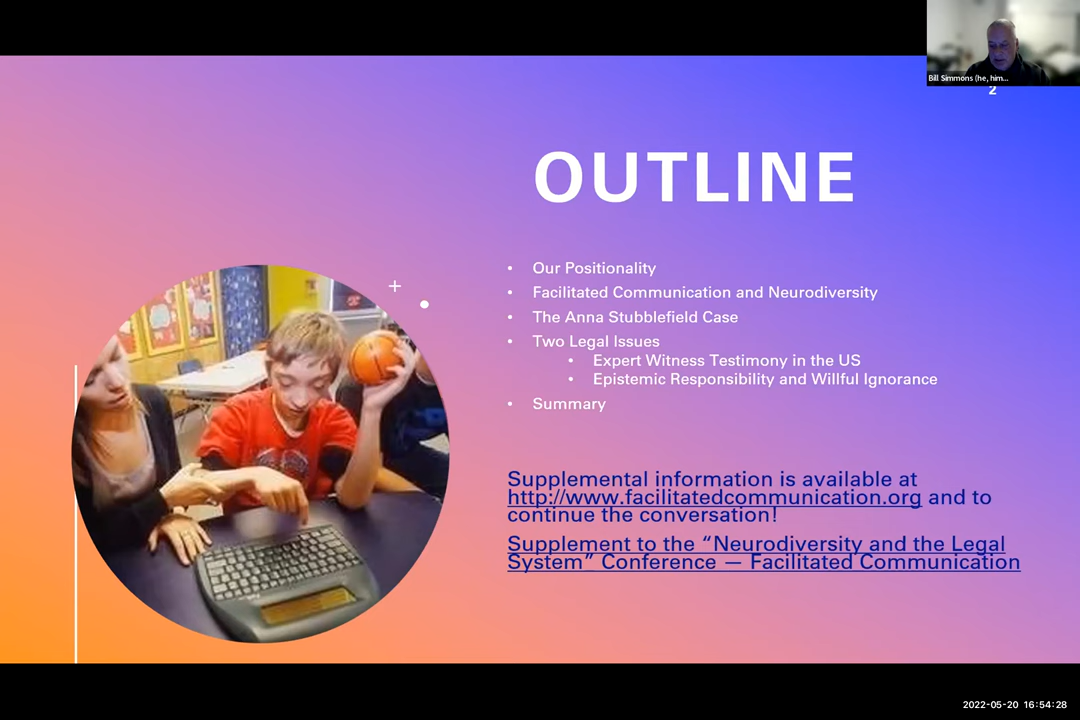 Bill Simmons (he, him...
2
OUTLINE
• Our Positionality
• Facilitated Communication and Neurodiversity
• The Anna Stubblefield Case
• Two Legal Issues
• Expert Witness Testimony in the US
• Epistemic Responsibility and Willful Ignorance
• Summary
Supplemental information is available at
http://www.facilitatedcommunication.org and to
continue the conversation!
Supplement to the “Neurodiversity and the Legal
System” Conference — Facilitated Communication
2022-05-20 16:54:28